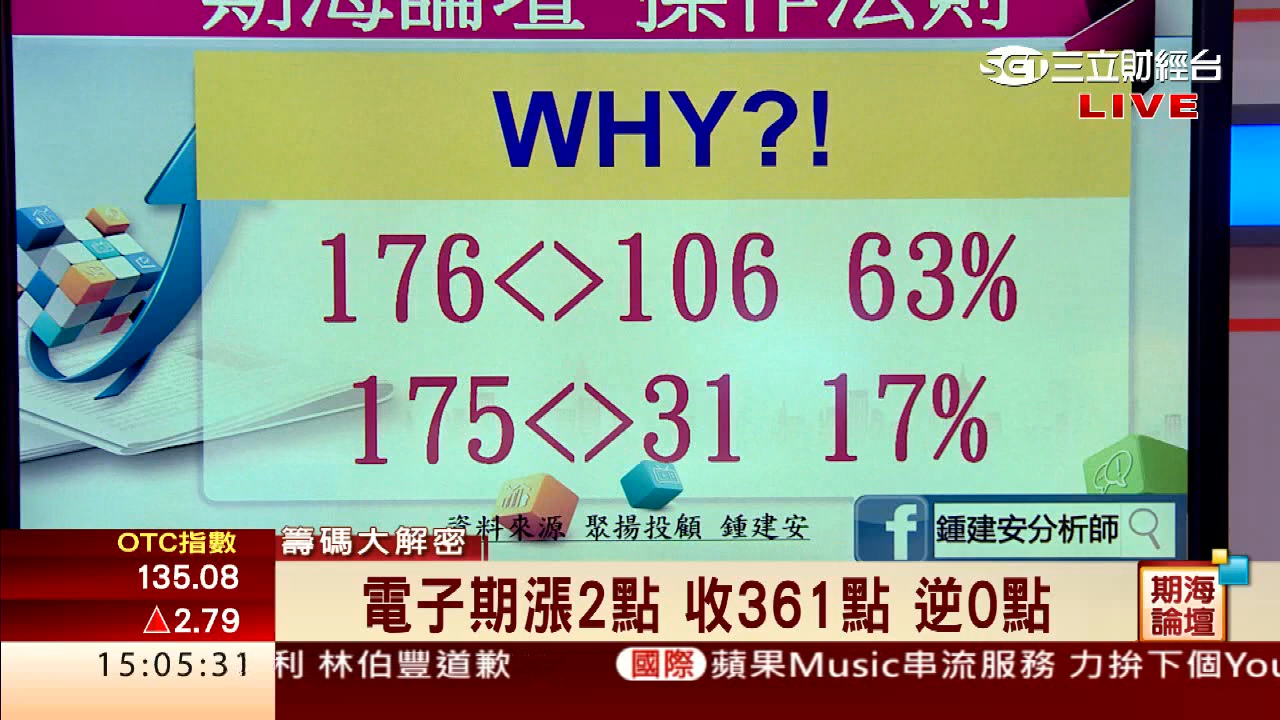 期海論壇 操作法則
SET三立財經台
LIVE
WHY?!
176<>106 63%
175<>31 17%
資料來源 聚揚投顧 鍾建安
f 鍾建安分析師
OTC指數
135.08
△2.79
籌碼大解密
電子期漲2點 收361點 逆0點
期海
論壇
15:05:31
利 林伯豐道歉 國際 蘋果Music串流服務 力拚下個You